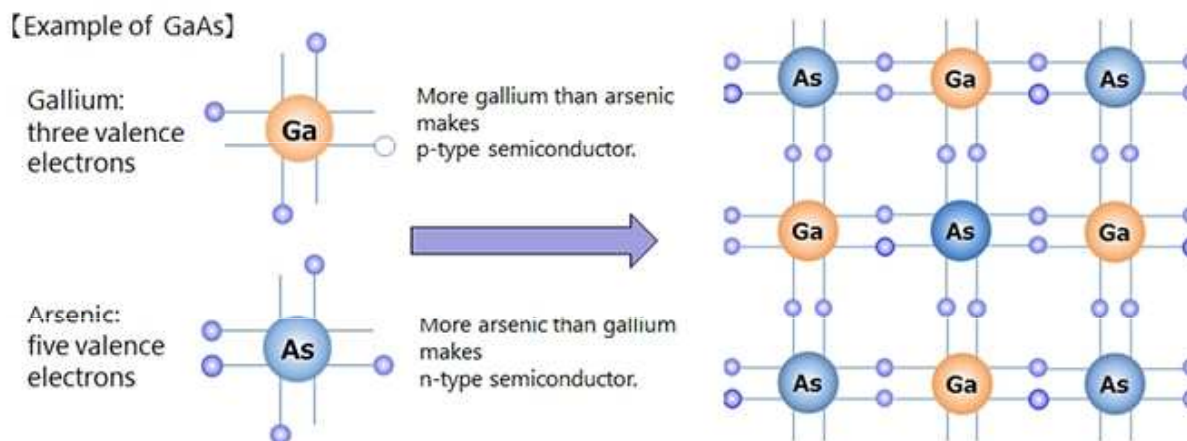 【Example of GaAs】
Gallium:
three valence
electrons
Ga
More gallium than arsenic
makes
p-type semiconductor.
Arsenic:
five valence
electrons
As
More arsenic than gallium
makes
n-type semiconductor.
As Ga As
Ga As Ga
As Ga As